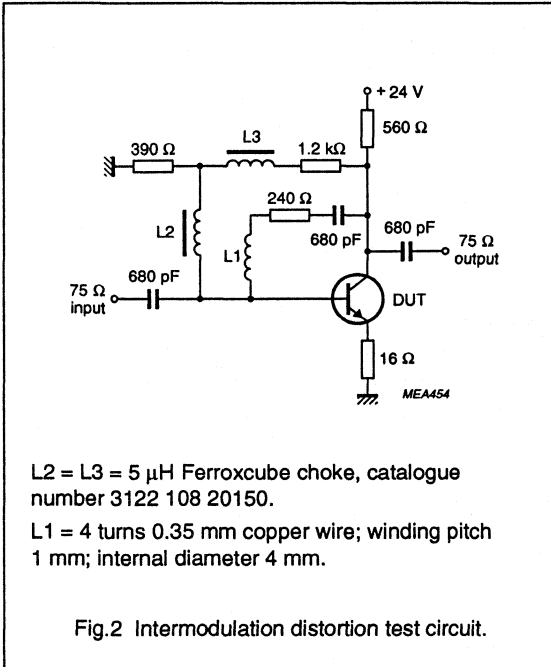 + 24 V
560 Ω
L3
390 Ω
1.2 kΩ
240 Ω
680 pF
680 pF
L2
L1
680 pF
75 Ω
output
75 Ω
input
DUT
16 Ω
MEA454
L2 = L3 = 5 μH Ferroxcube choke, catalogue
number 3122 108 20150.
L1 = 4 turns 0.35 mm copper wire; winding pitch
1 mm; internal diameter 4 mm.
Fig.2 Intermodulation distortion test circuit.